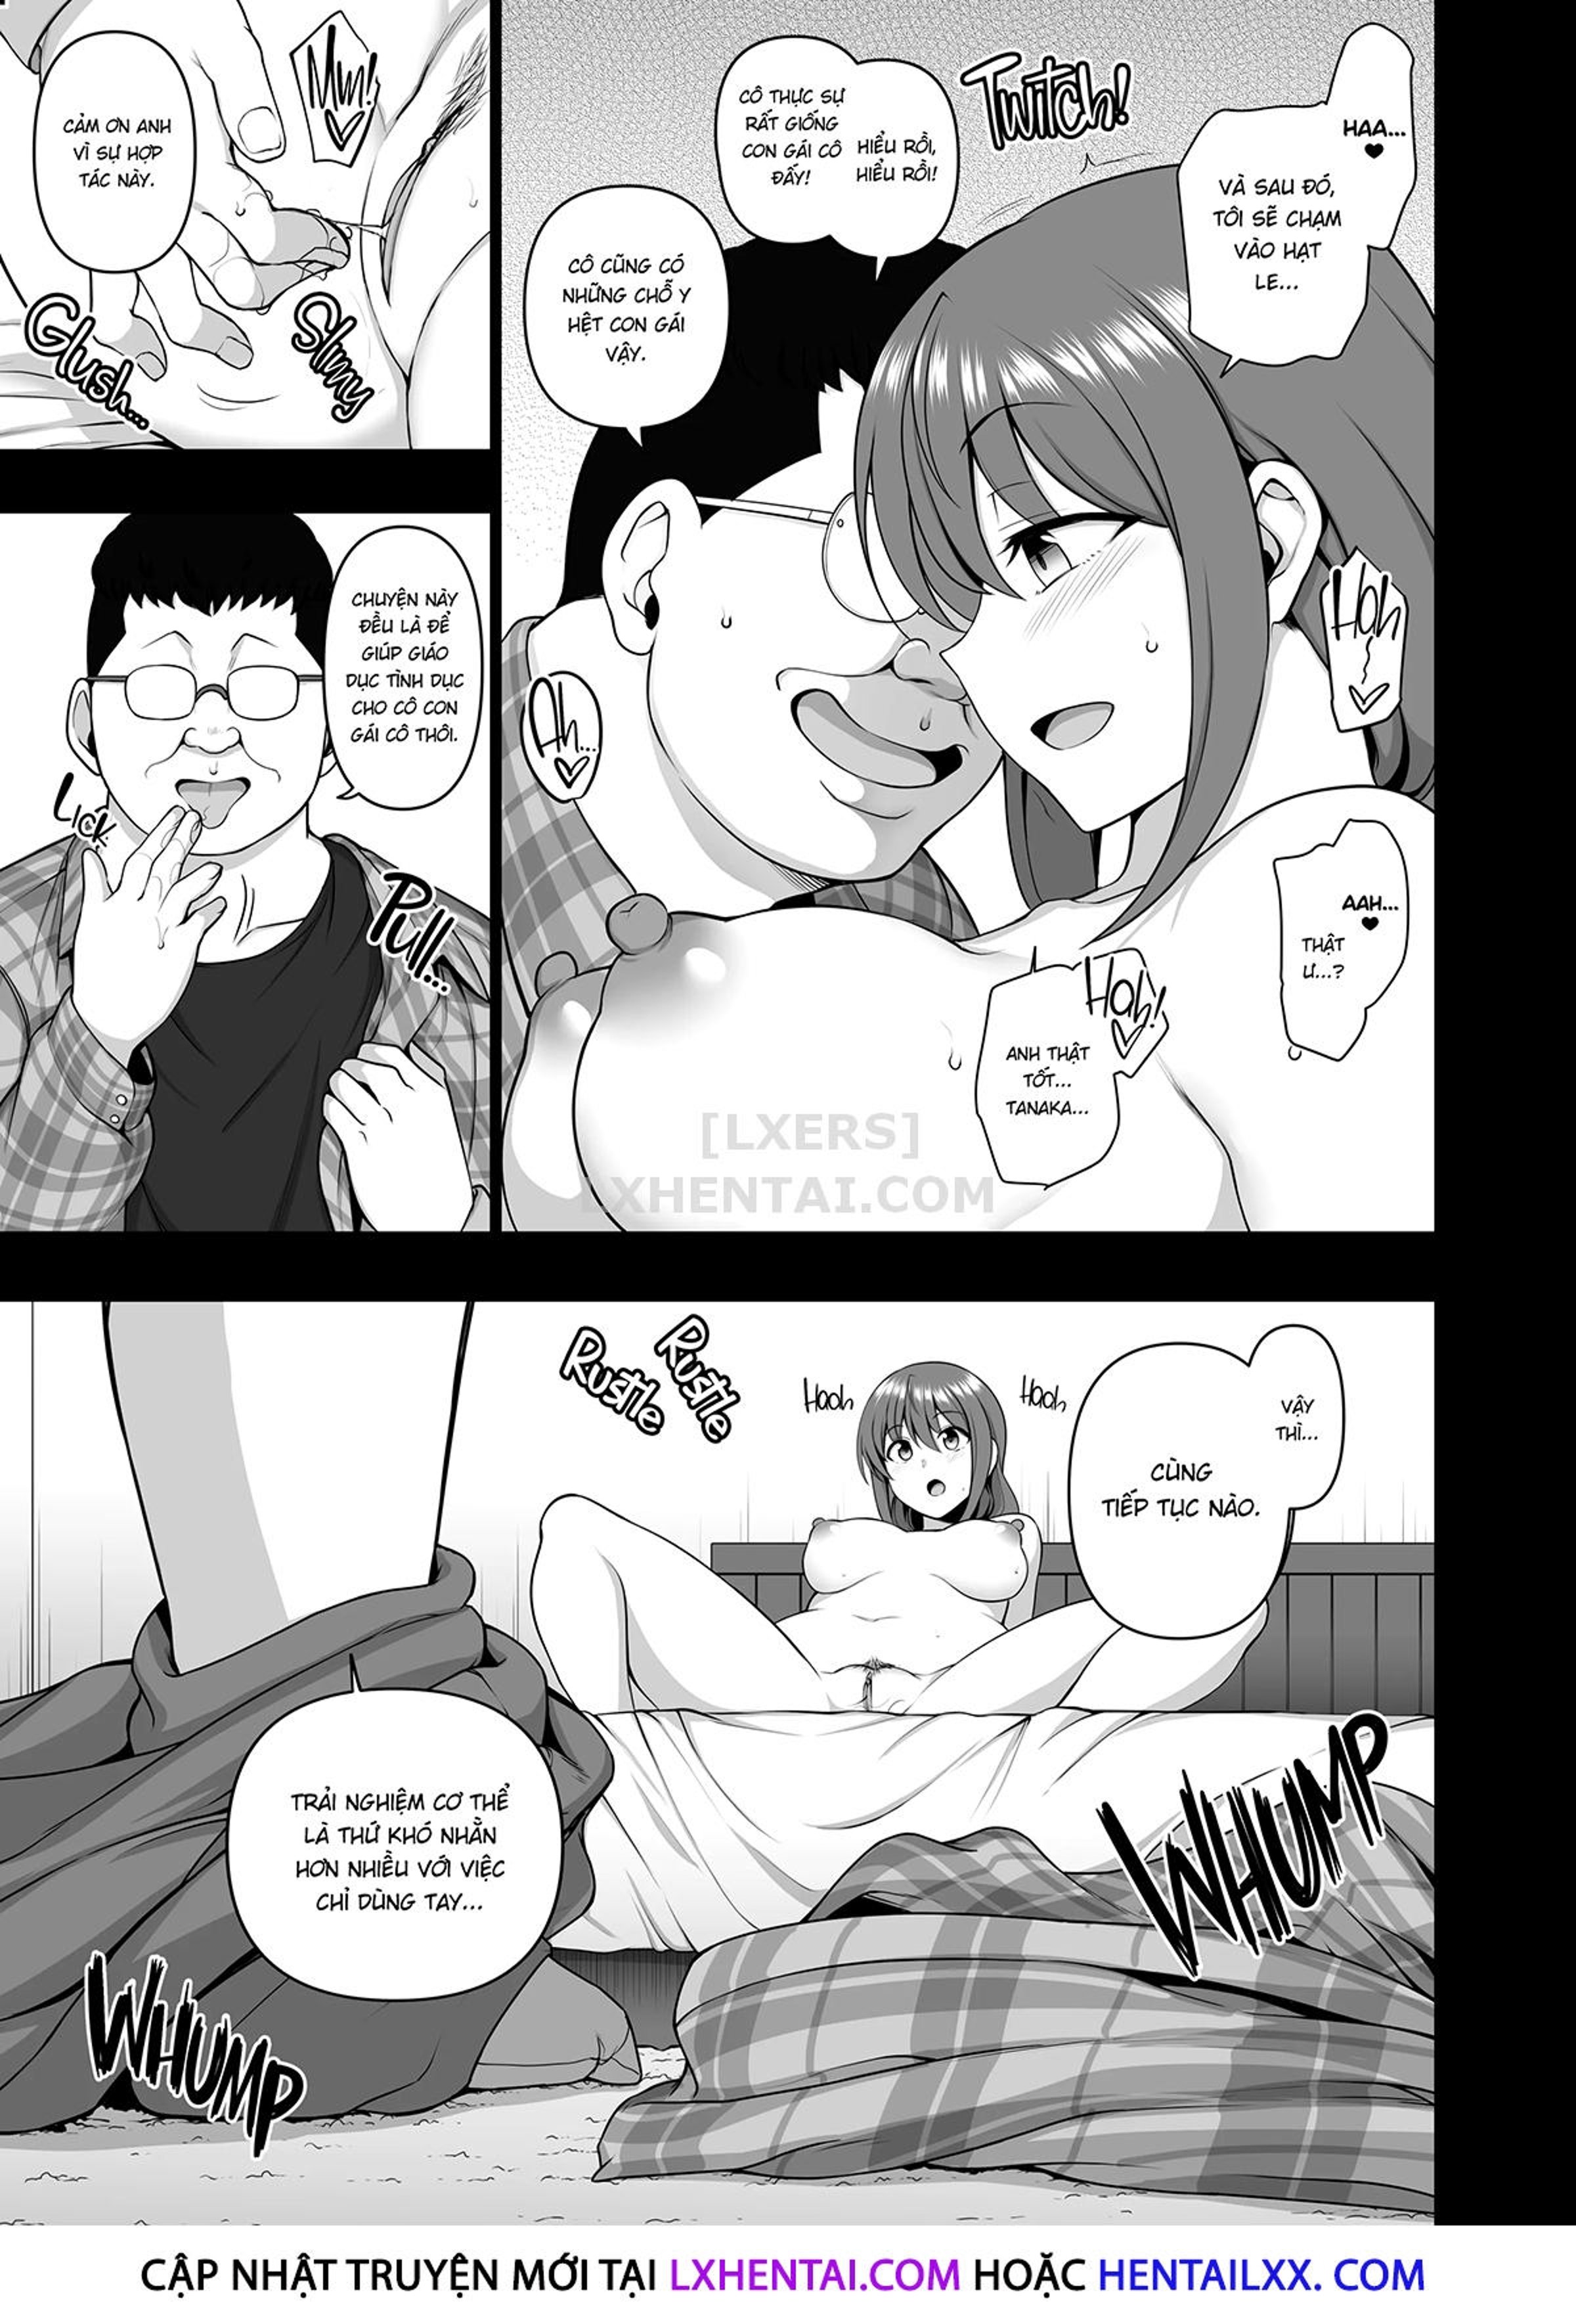 HAA...
VÀ SAU ĐÓ,
TÔI SẼ CHẠM
VÀO HẠT
LE...
Twitch!
HIỂU RỒI,
HIỂU RỒI!
CÔ THỰC SỰ
RẤT GIỐNG
CON GÁI CÔ
ĐẤY!
CÔ CŨNG CÓ
NHỮNG CHỖ Y
HỆT CON GÁI
VẬY.
Hah
Ah...
AAH...
THẬT
Ư...?
Hah!
ANH THẬT
TỐT...
TANAKA...
[LXERS]
LXHENTAI.COM
Mm!
CẢM ƠN ANH
VÌ SỰ HỢP
TÁC NÀY.
Glush...
Slimy
CHUYỆN NÀY
ĐỀU LÀ ĐỂ
GIÚP GIÁO
DỤC TÌNH DỤC
CHO CÔ CON
GÁI CÔ THÔI.
LICK
Pull...
VẬY
THÌ...
CÙNG
TIẾP TỤC NÀO.
Haah
Haah
Rustle
Rustle
TRẢI NGHIỆM CƠ THỂ
LÀ THỨ KHÓ NHẰN
HƠN NHIỀU VỚI VIỆC
CHỈ DÙNG TAY...
WHUMP
WHUMP
CẬP NHẬT TRUYỆN MỚI TẠI LXHENTAI.COM HOẶC HENTAILXX. COM